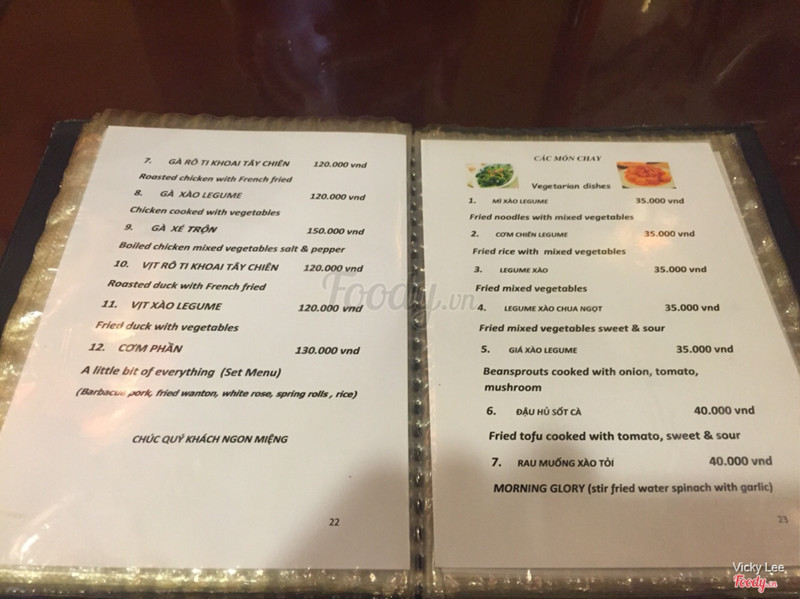 7. GÀ RÔ TI KHOAI TÂY CHIÊN 120.000 vnd
Roasted chicken with French fried
8. GÀ XÀO LEGUME 120.000 vnd
Chicken cooked with vegetables
9. GÀ XÉ TRỘN 150.000 vnd
Boiled chicken mixed vegetables salt & pepper
10. VỊT RÔ TI KHOAI TÂY CHIÊN 120.000 vnd
Roasted duck with French fried
11. VỊT XÀO LEGUME 120.000 vnd
Fried duck with vegetables
12. CƠM PHẦN 130.000 vnd
A little bit of everything (Set Menu)
(Barbacue pork, fried wanton, white rose, spring rolls , rice)
CHÚC QUÝ KHÁCH NGON MIỆNG
22
CÁC MÓN CHAY
Vegetarian dishes
1. MÌ XÀO LEGUME 35.000 vnd
Fried noodles with mixed vegetables
2. CƠM CHIÊN LEGUME 35.000 vnd
Fried rice with mixed vegetables
3. LEGUME XÀO 35.000 vnd
Fried mixed vegetables
4. LEGUME XÀO CHUA NGỌT 35.000 vnd
Fried mixed vegetables sweet & sour
5. GIÁ XÀO LEGUME 35.000 vnd
Beansprouts cooked with onion, tomato,
mushroom
6. ĐẬU HỦ SỐT CÀ 40.000 vnd
Fried tofu cooked with tomato, sweet & sour
7. RAU MUỐNG XÀO TỎI 40.000 vnd
MORNING GLORY (stir fried water spinach with garlic)
23
Foody.vn
Vicky Lee,
Foody.vn